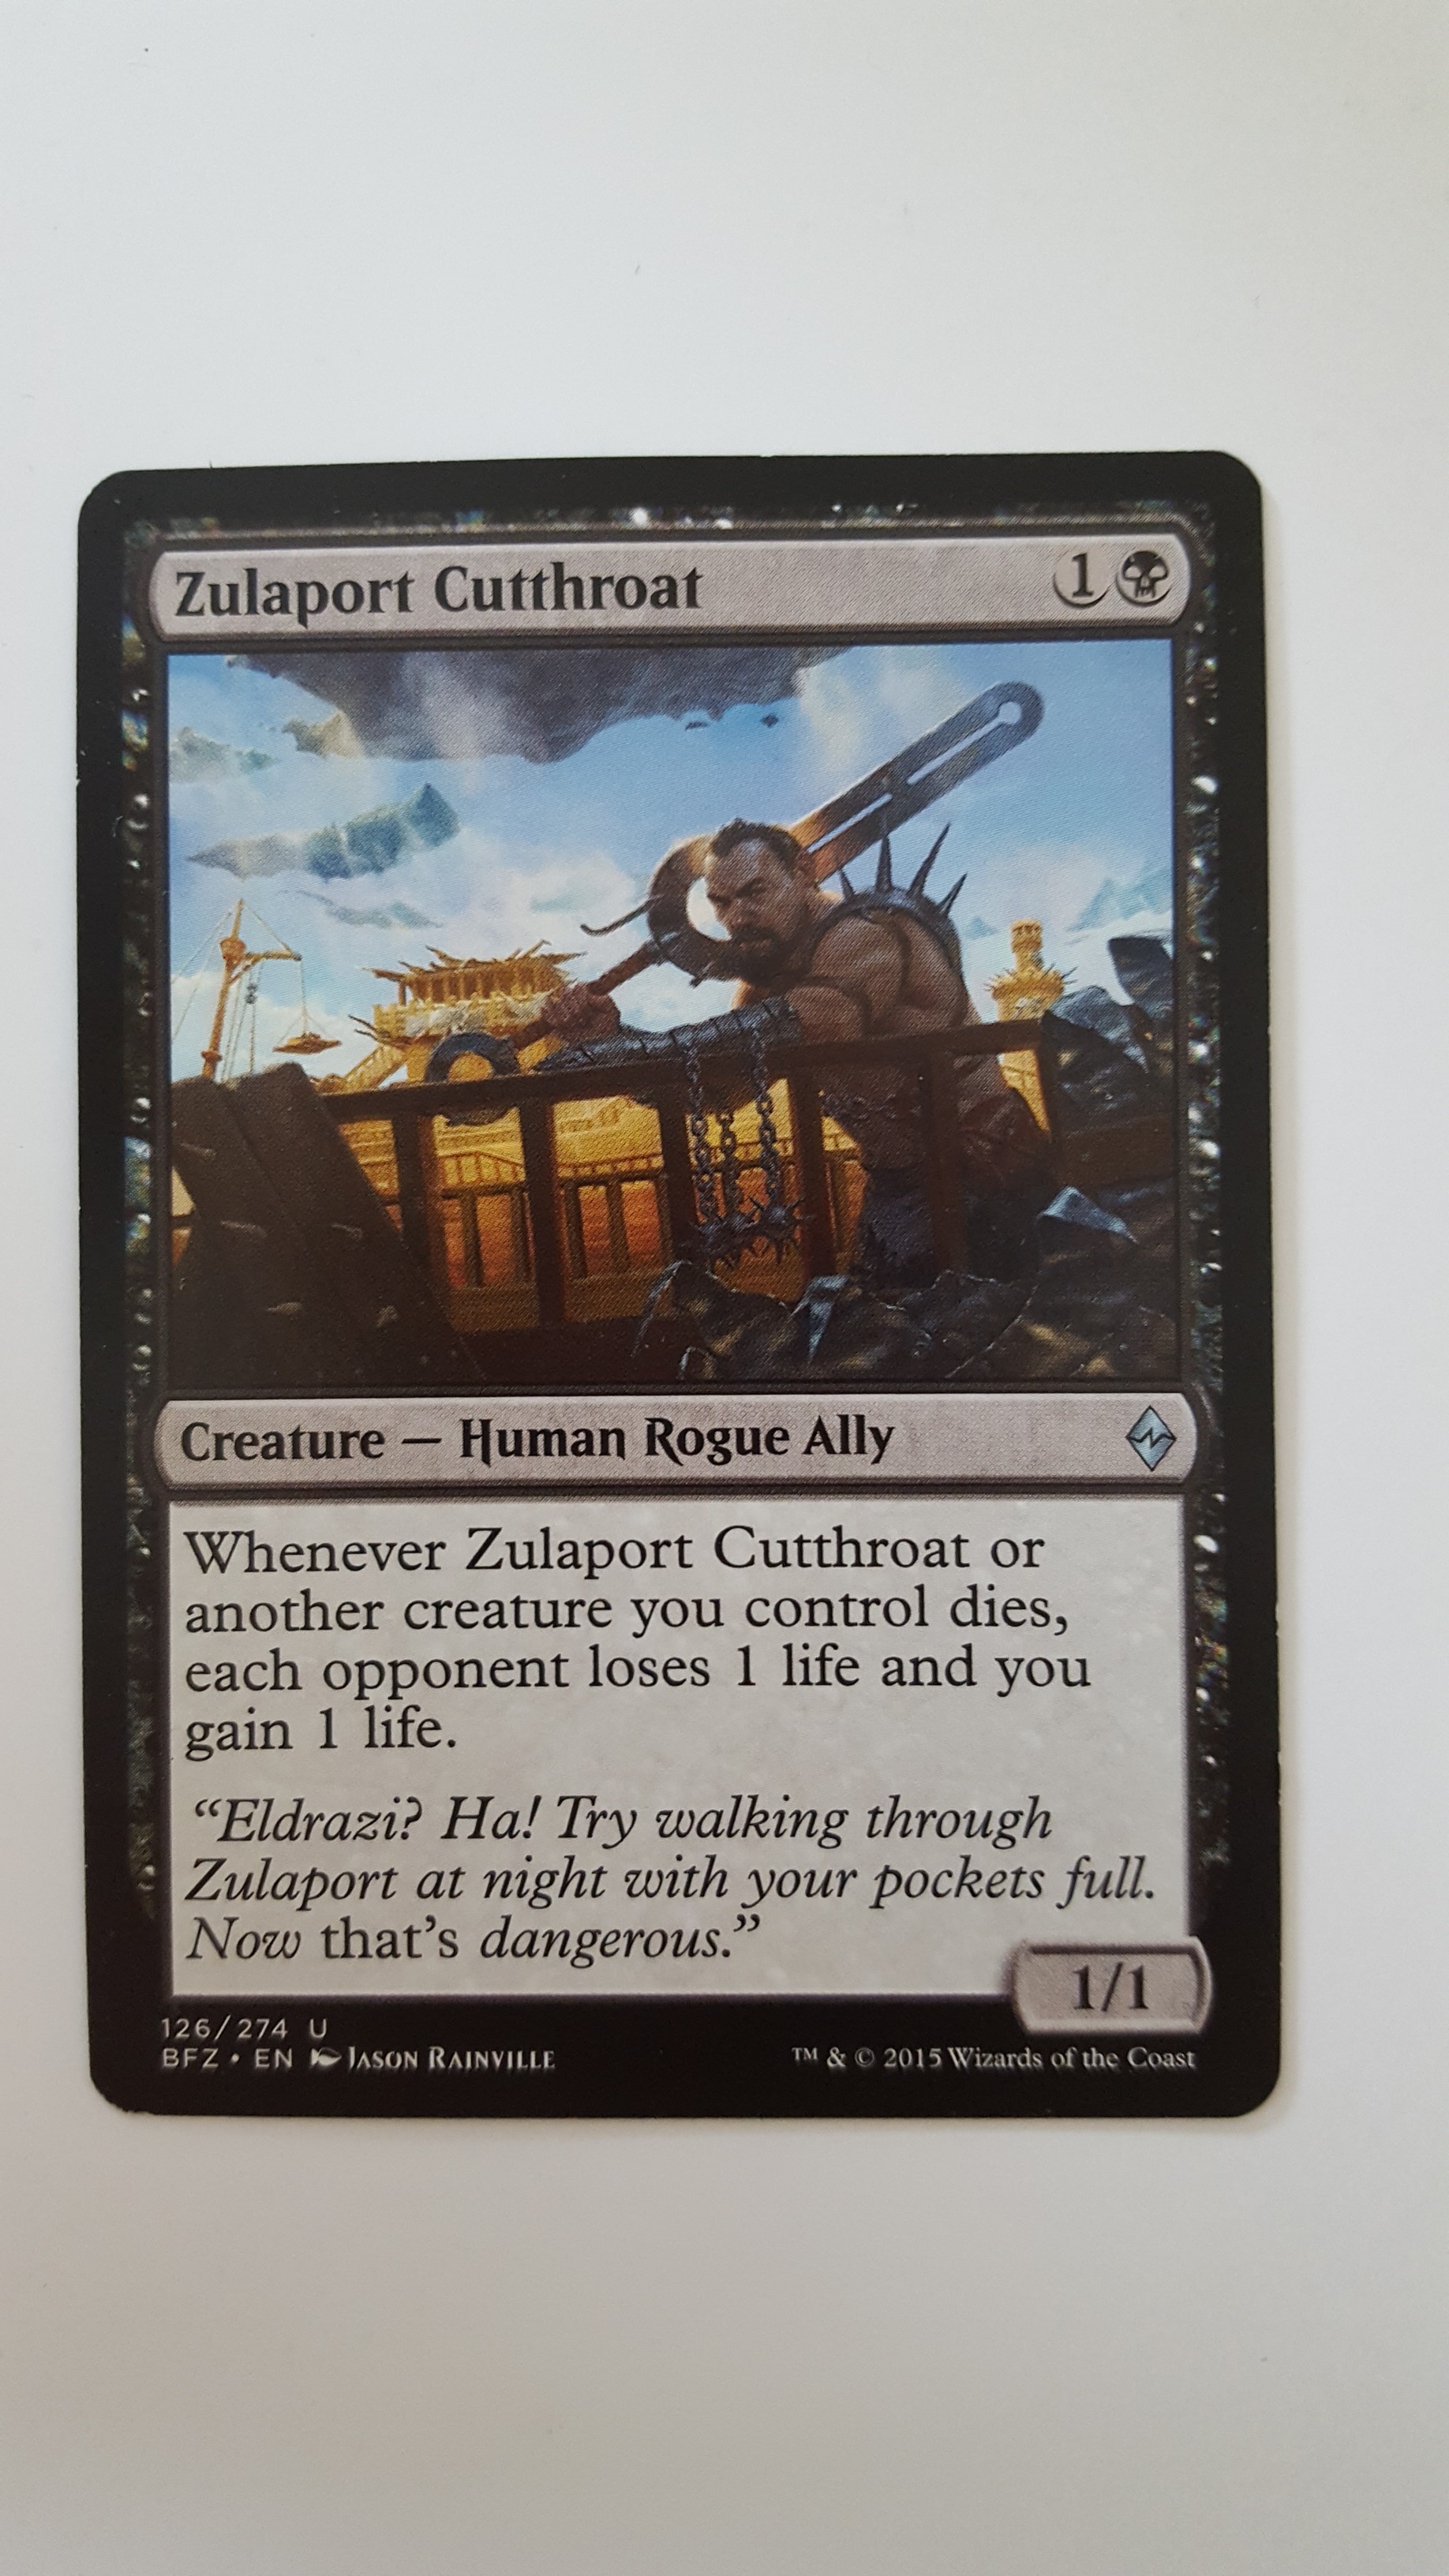 Zulaport Cutthroat 1
Creature — Human Rogue Ally
Whenever Zulaport Cutthroat or
another creature you control dies,
each opponent loses 1 life and you
gain 1 life.
“Eldrazi? Ha! Try walking through
Zulaport at night with your pockets full.
Now that’s dangerous.”
1/1
126/274 U
BFZ • EN JASON RAINVILLE
™ & © 2015 Wizards of the Coast